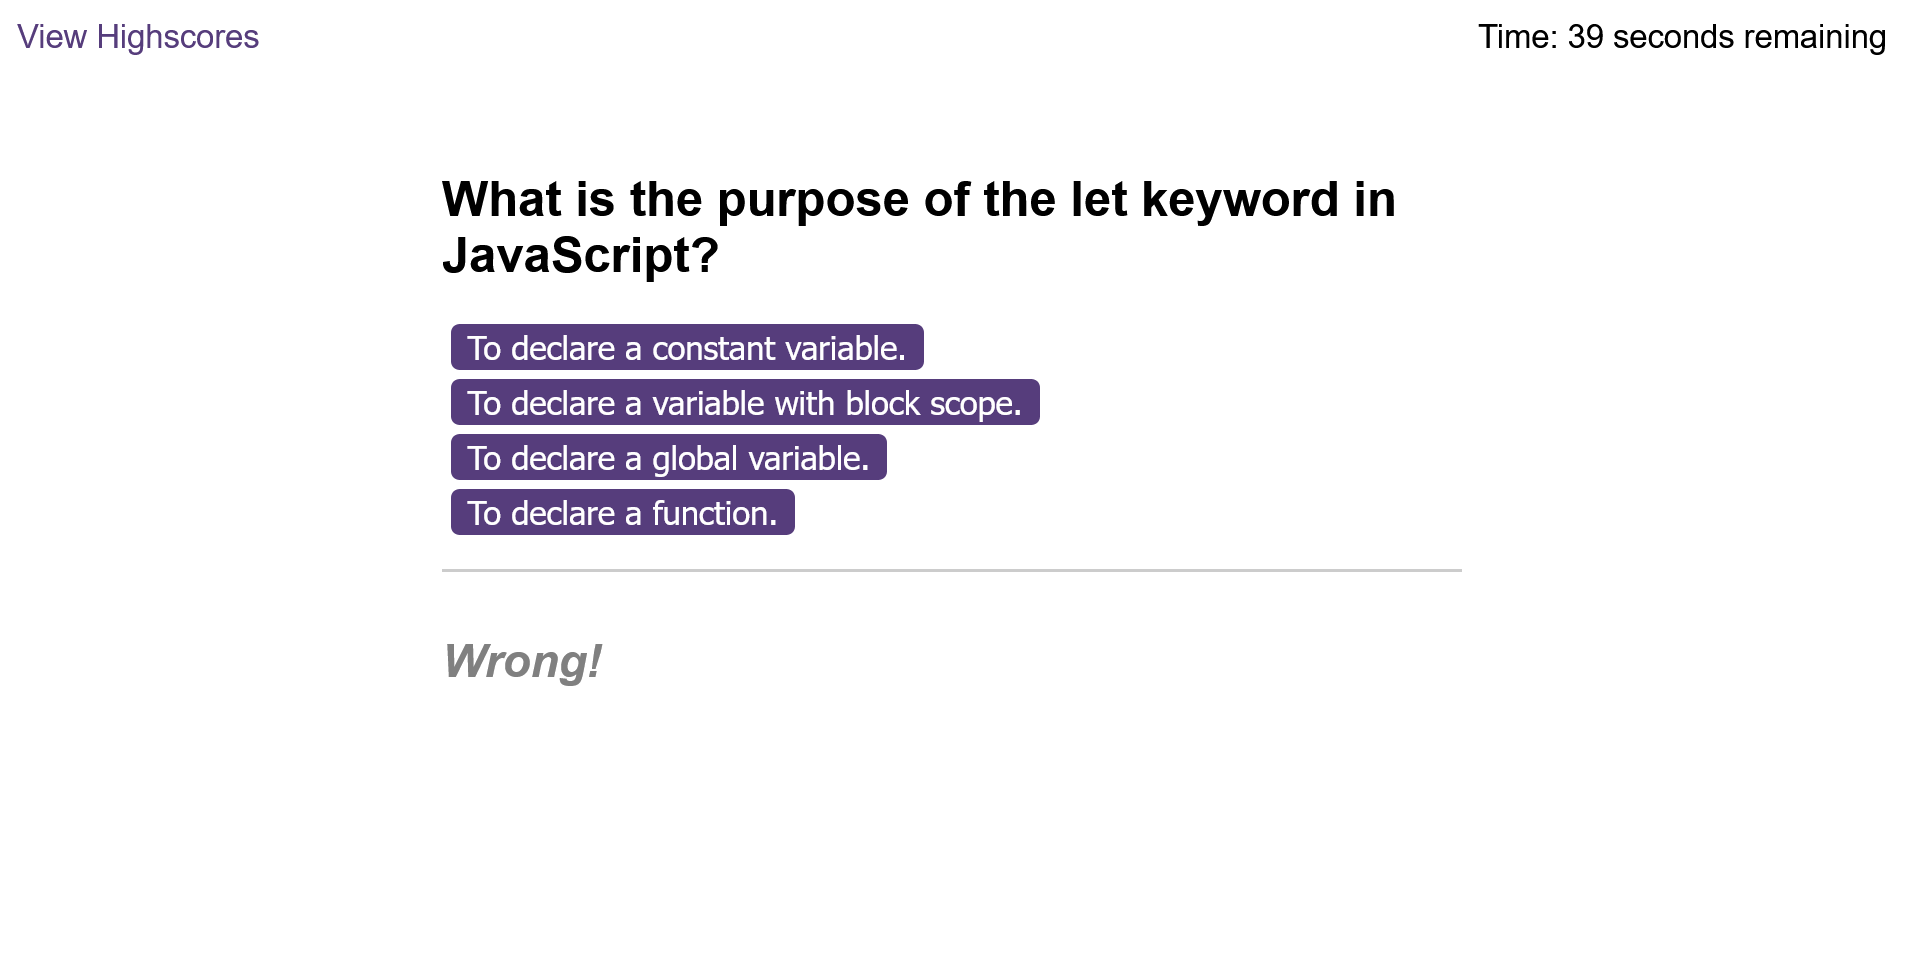 View Highscores
Time: 39 seconds remaining
What is the purpose of the let keyword in
JavaScript?
To declare a constant variable.
To declare a variable with block scope.
To declare a global variable.
To declare a function.
Wrong!